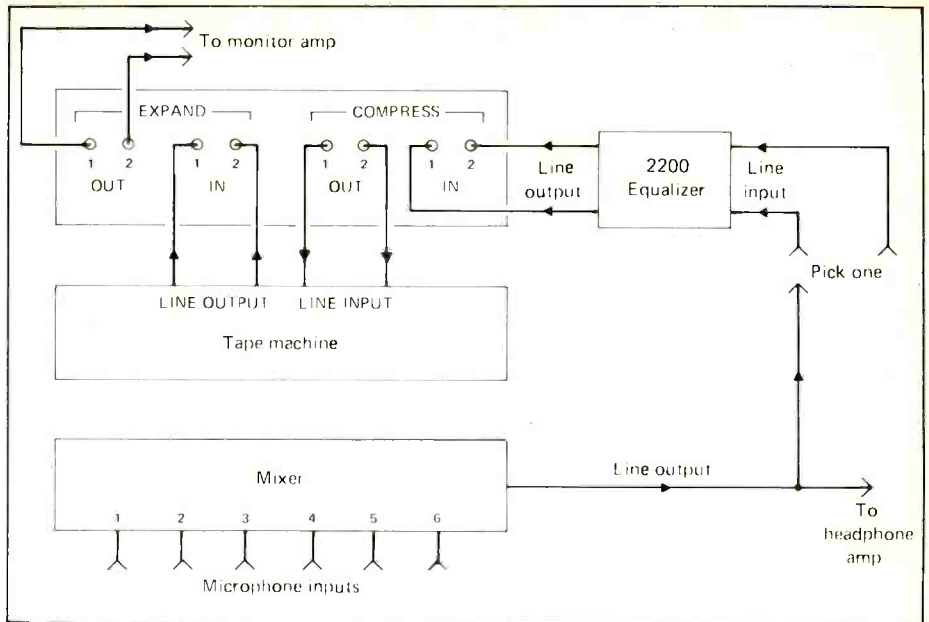 To monitor amp
EXPAND
COMPRESS
1 2 1 2 1 2 1 2
OUT IN OUT IN
Line output
2200 Equalizer
Line input
Pick one
LINE OUTPUT LINE INPUT
Tape machine
Mixer
Line output
1 2 3 4 5 6
Microphone inputs
To headphone amp